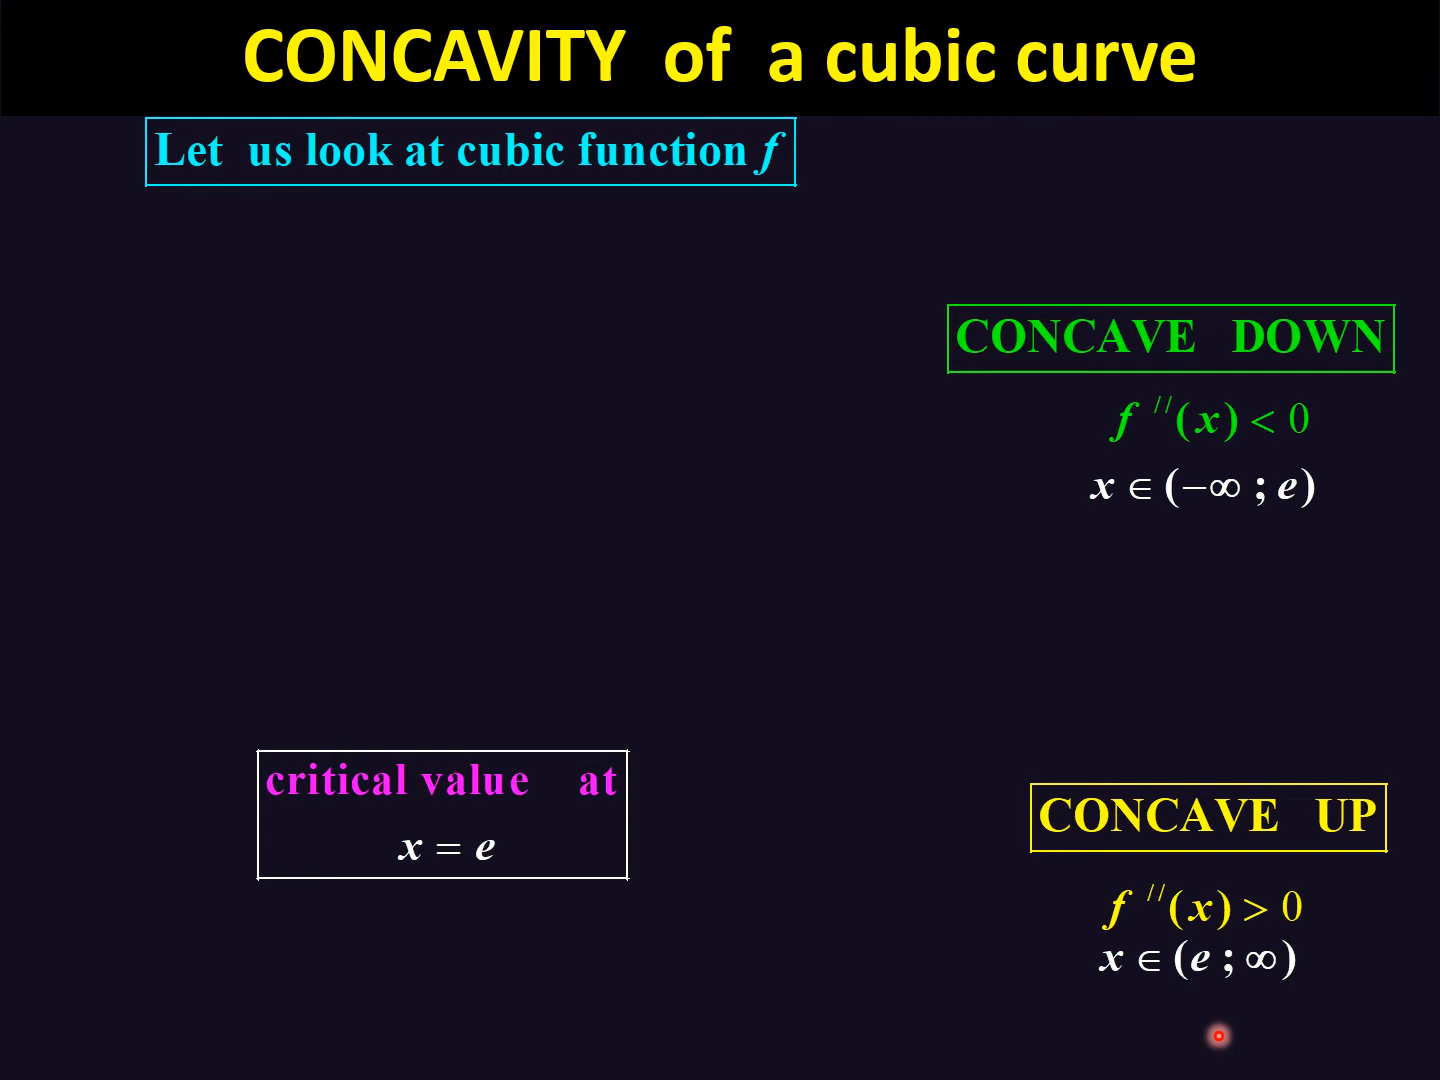 CONCAVITY of a cubic curve
Let us look at cubic function f
CONCAVE DOWN
f //(x) < 0
x ∈ (−∞ ; e)
critical value at
x = e
CONCAVE UP
f //(x) > 0
x ∈ (e ; ∞)